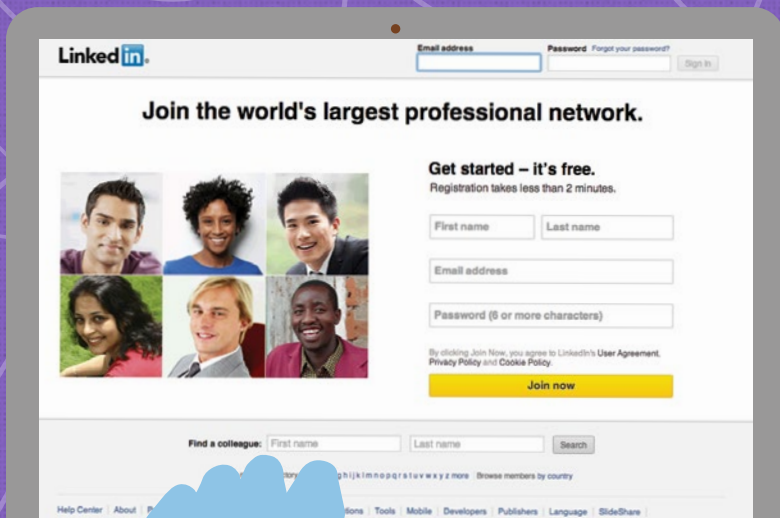 Linked in.
Email address
Password Forgot your password?
Sign In
Join the world's largest professional network.
Get started – it's free.
Registration takes less than 2 minutes.
First name
Last name
Email address
Password (6 or more characters)
By clicking Join Now, you agree to LinkedIn's User Agreement,
Privacy Policy and Cookie Policy.
Join now
Find a colleague: First name Last name Search
g h i j k l m n o p q r s t u v w x y z more Browse members by country
Help Center About Tools Mobile Developers Publishers Language SlideShare